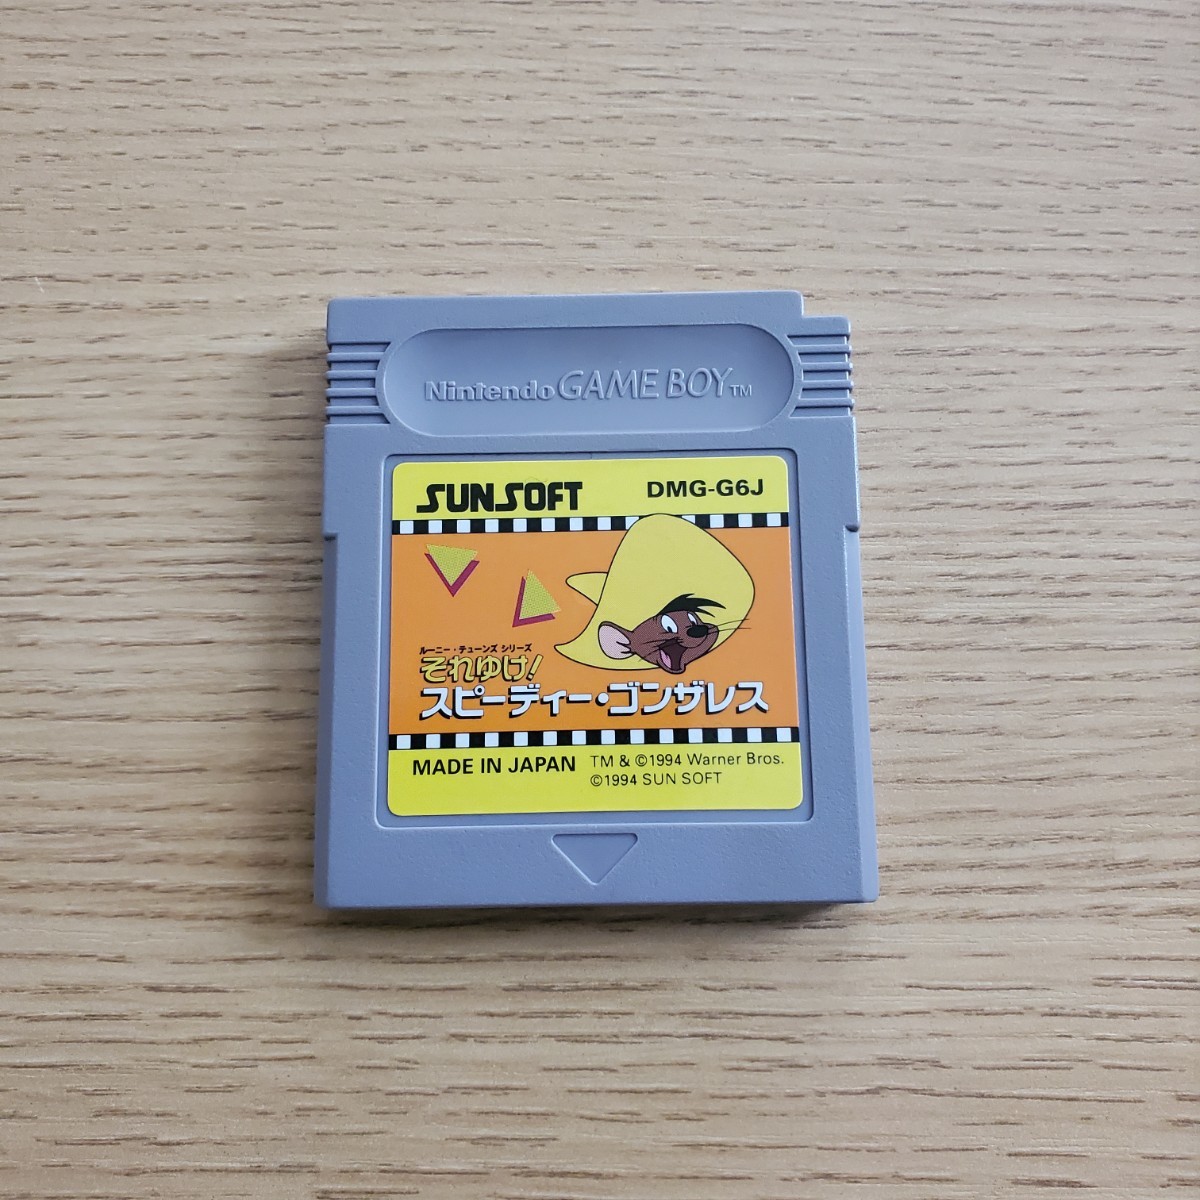 Nintendo GAME BOY™
SUNSOFT DMG-G6J
ルーニー・テューンズ シリーズ
それゆけ!
スピーディー・ゴンザレス
MADE IN JAPAN TM & ©1994 Warner Bros.
©1994 SUN SOFT